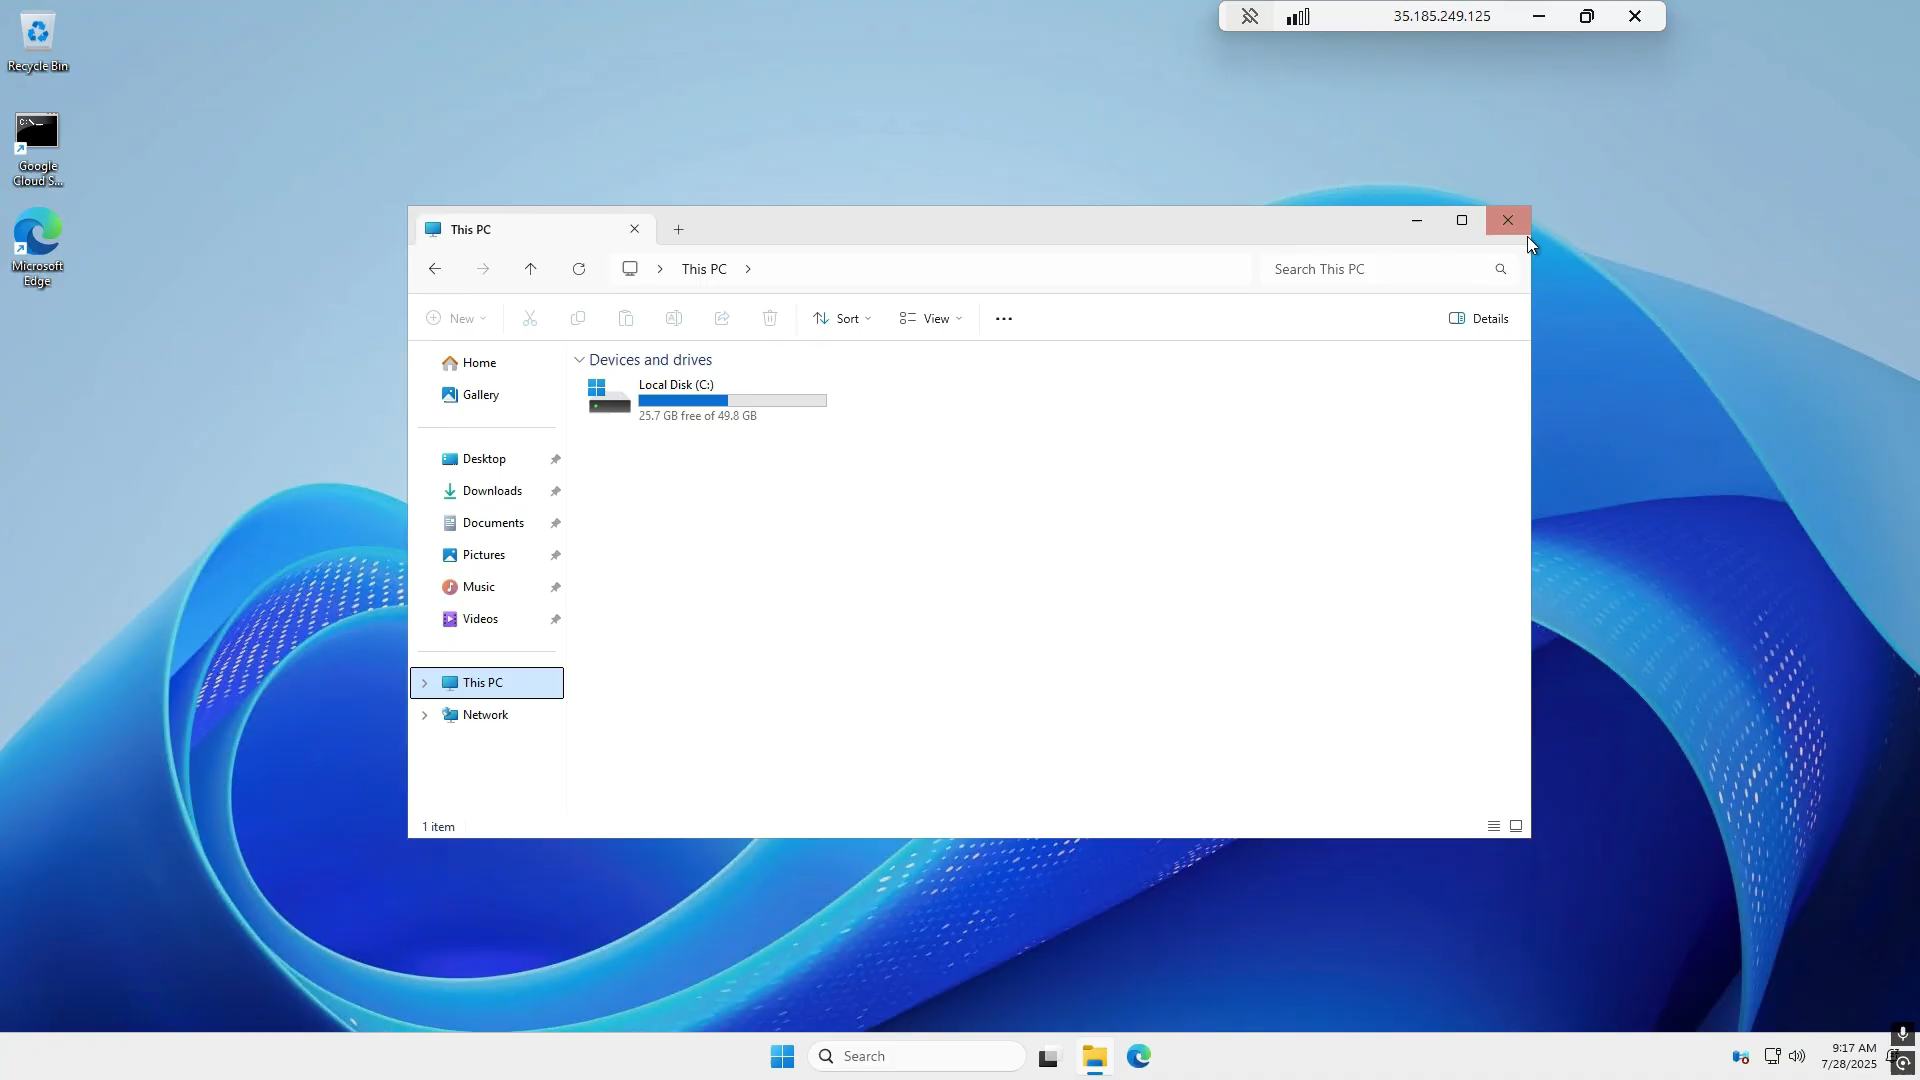 35.185.249.125
Recycle Bin
Google
Cloud S...
Microsoft
Edge
This PC
This PC
Search This PC
New
Sort
View
Details
Home
Gallery
Desktop
Downloads
Documents
Pictures
Music
Videos
This PC
Network
Devices and drives
Local Disk (C:)
25.7 GB free of 49.8 GB
1 item
Search
9:17 AM
7/28/2025